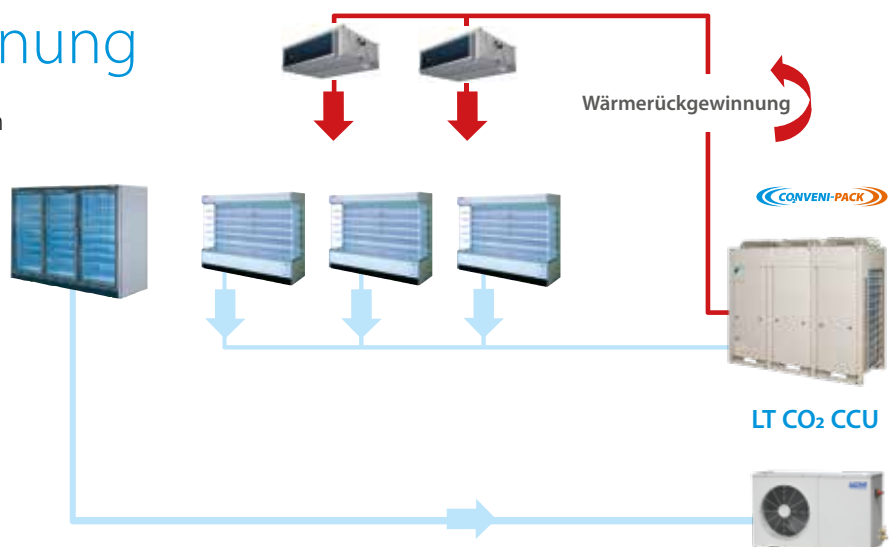 nung
n
Wärmerückgewinnung
CONVENI-PACK
LT CO₂ CCU